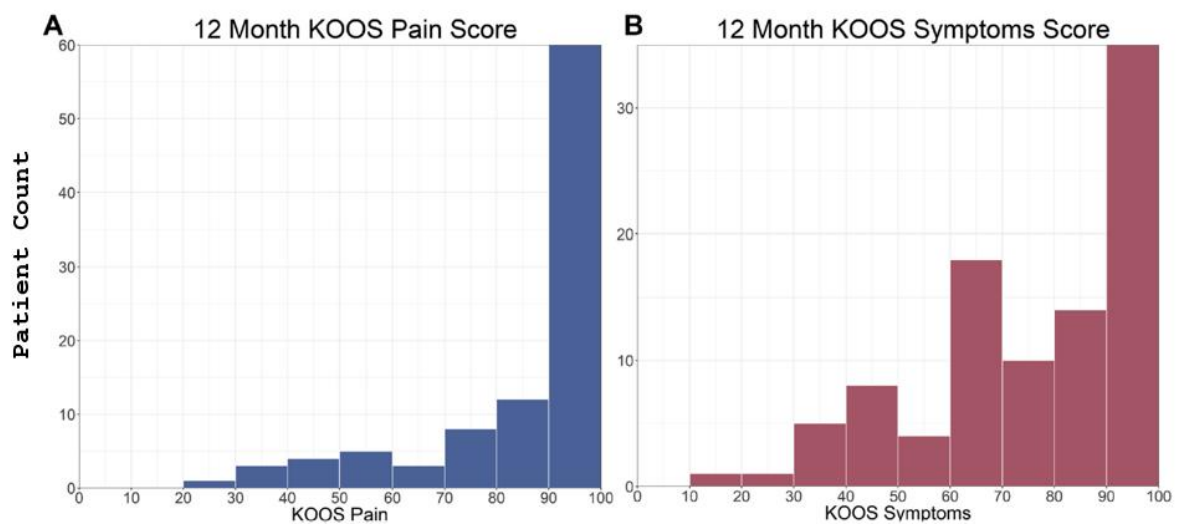 A 12 Month KOOS Pain Score
60
50
40
30
20
10
0
0 10 20 30 40 50 60 70 80 90 100
KOOS Pain
Patient Count
B 12 Month KOOS Symptoms Score
30
20
10
0
0 10 20 30 40 50 60 70 80 90 100
KOOS Symptoms